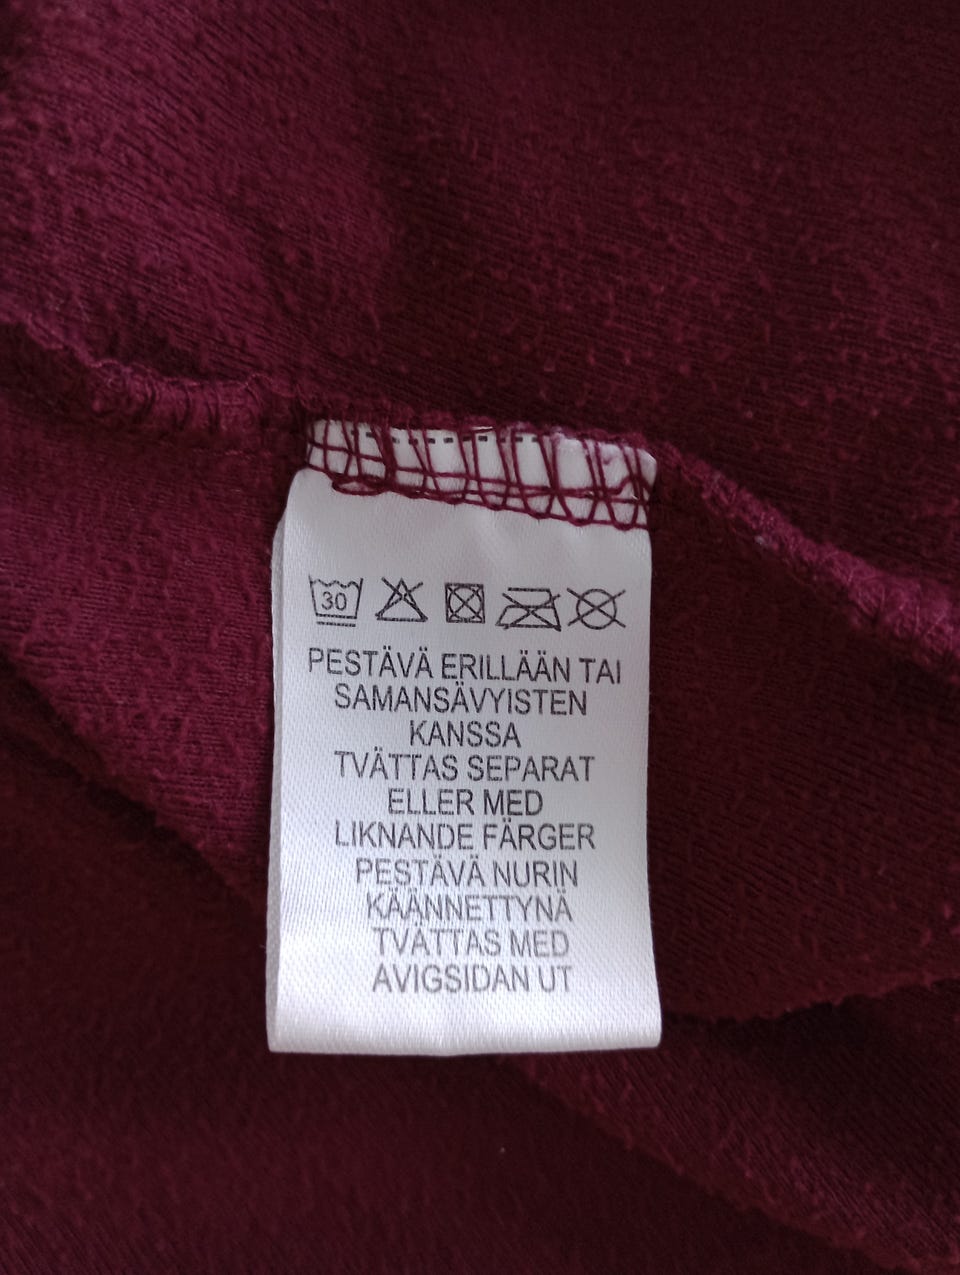 30
PESTÄVÄ ERILLÄÄN TAI
SAMANSÄVYISTEN
KANSSA
TVÄTTAS SEPARAT
ELLER MED
LIKNANDE FÄRGER
PESTÄVÄ NURIN
KÄÄNNETTYNÄ
TVÄTTAS MED
AVIGSIDAN UT